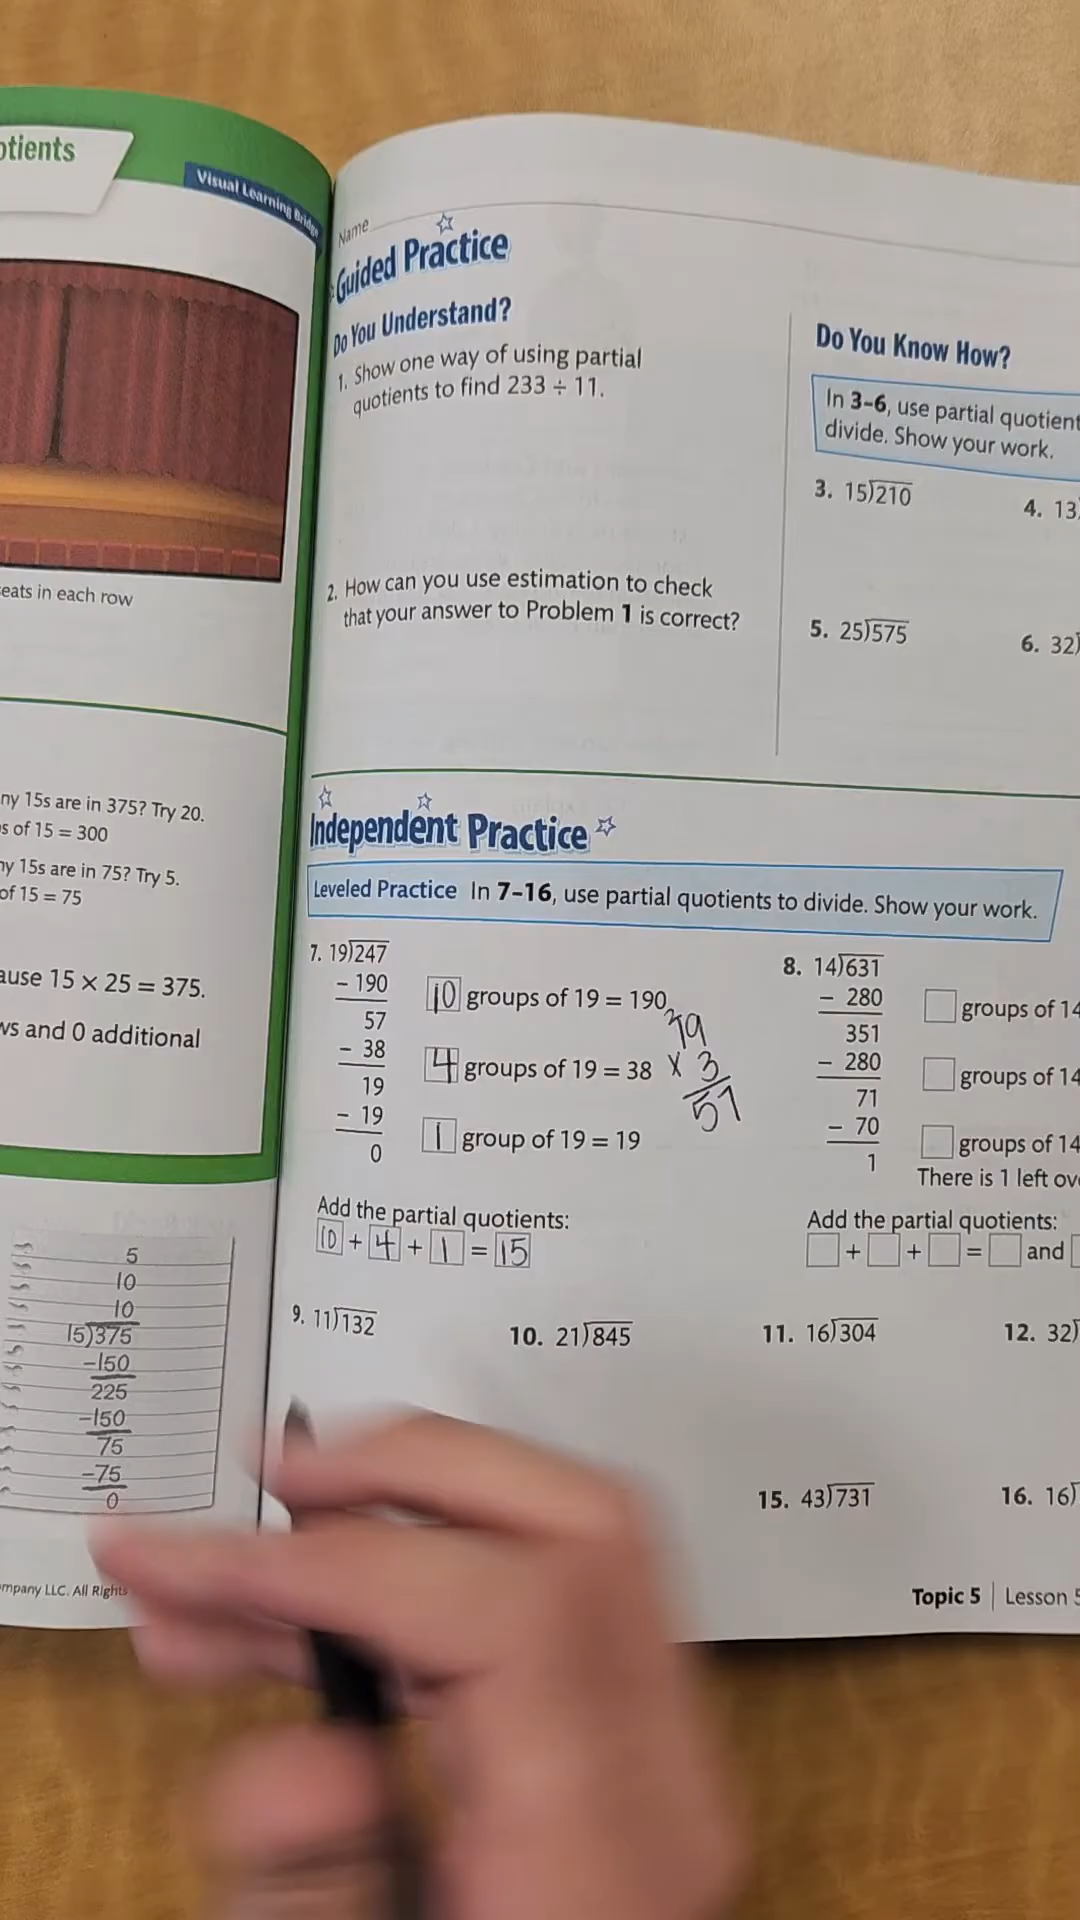 otients
Visual Learning Bridge
eats in each row
ny 15s are in 375? Try 20.
s of 15 = 300
ny 15s are in 75? Try 5.
of 15 = 75
ause 15 × 25 = 375.
ws and 0 additional
5
10
10
15)375
-150
225
-150
75
-75
0
mpany LLC. All Rights
Name
Guided Practice
Do You Understand?
1. Show one way of using partial
quotients to find 233 ÷ 11.
2. How can you use estimation to check
that your answer to Problem 1 is correct?
Do You Know How?
In 3–6, use partial quotient
divide. Show your work.
3. 15)210
4. 13)
5. 25)575
6. 32)
Independent Practice
Leveled Practice In 7–16, use partial quotients to divide. Show your work.
7. 19)247
- 190
10 groups of 19 = 190
57
- 38
4 groups of 19 = 38
19
- 19
1 group of 19 = 19
0
19
× 3
57
Add the partial quotients:
10 + 4 + 1 = 15
8. 14)631
- 280
groups of 14
351
- 280
groups of 14
71
- 70
groups of 14
1
There is 1 left ov
Add the partial quotients:
+ + = and
9. 11)132
10. 21)845
11. 16)304
12. 32)
15. 43)731
16. 16)
Topic 5 | Lesson 5